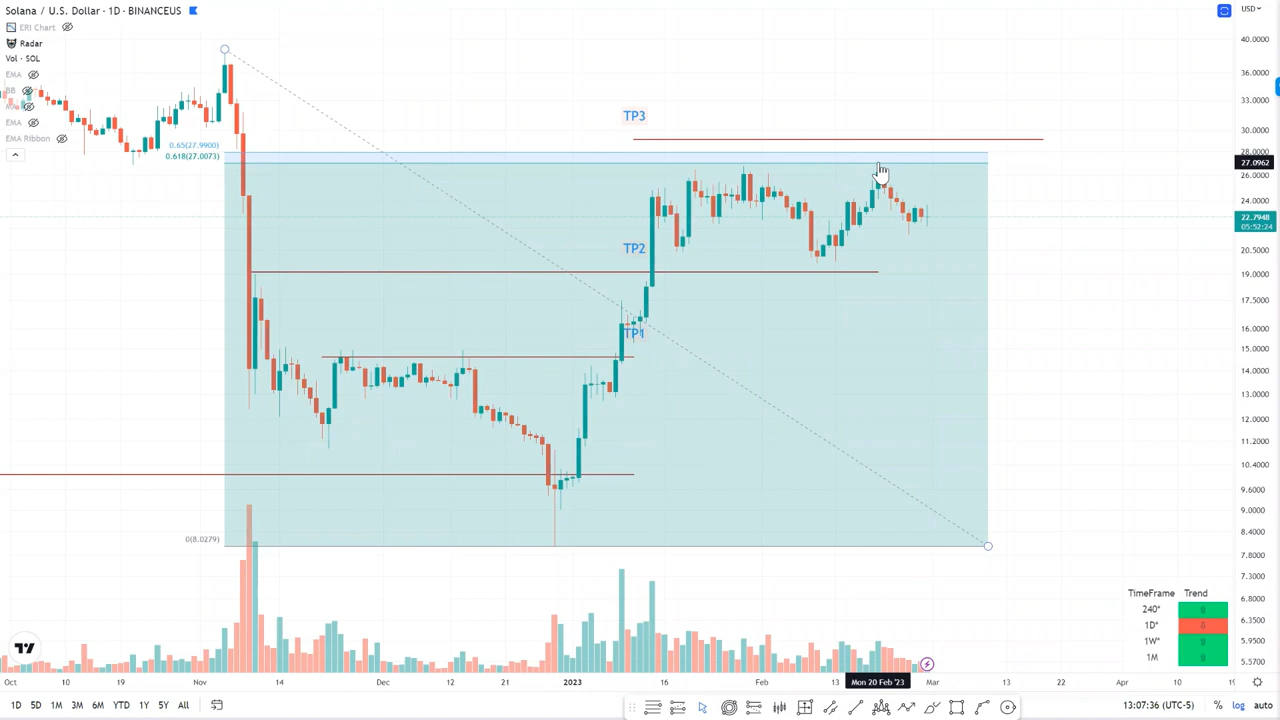 Solana / U.S. Dollar · 1D · BINANCEUS
USD
ERI Chart
Radar
Vol · SOL
EMA
BB
EMA
EMA Ribbon
0.65(27.9900)
0.618(27.0073)
0(8.0279)
TP3
TP2
TP1
40.0000
36.0000
33.0000
30.0000
28.0000
27.0962
26.0000
24.0000
22.7948
05:52:24
20.5000
19.0000
17.5000
16.0000
15.0000
14.0000
13.0000
12.0000
11.2000
10.4000
9.6000
9.0000
8.4000
7.8000
7.3000
6.8000
6.3500
5.9500
5.5700
TimeFrame Trend
240"
1D"
1W"
1M
Oct 10 19 Nov 14 Dec 12 21 2023 16 Feb 13 Mon 20 Feb '23 Mar 13 22 Apr 10 19
1D 5D 1M 3M 6M YTD 1Y 5Y All
13:07:36 (UTC-5) % log auto